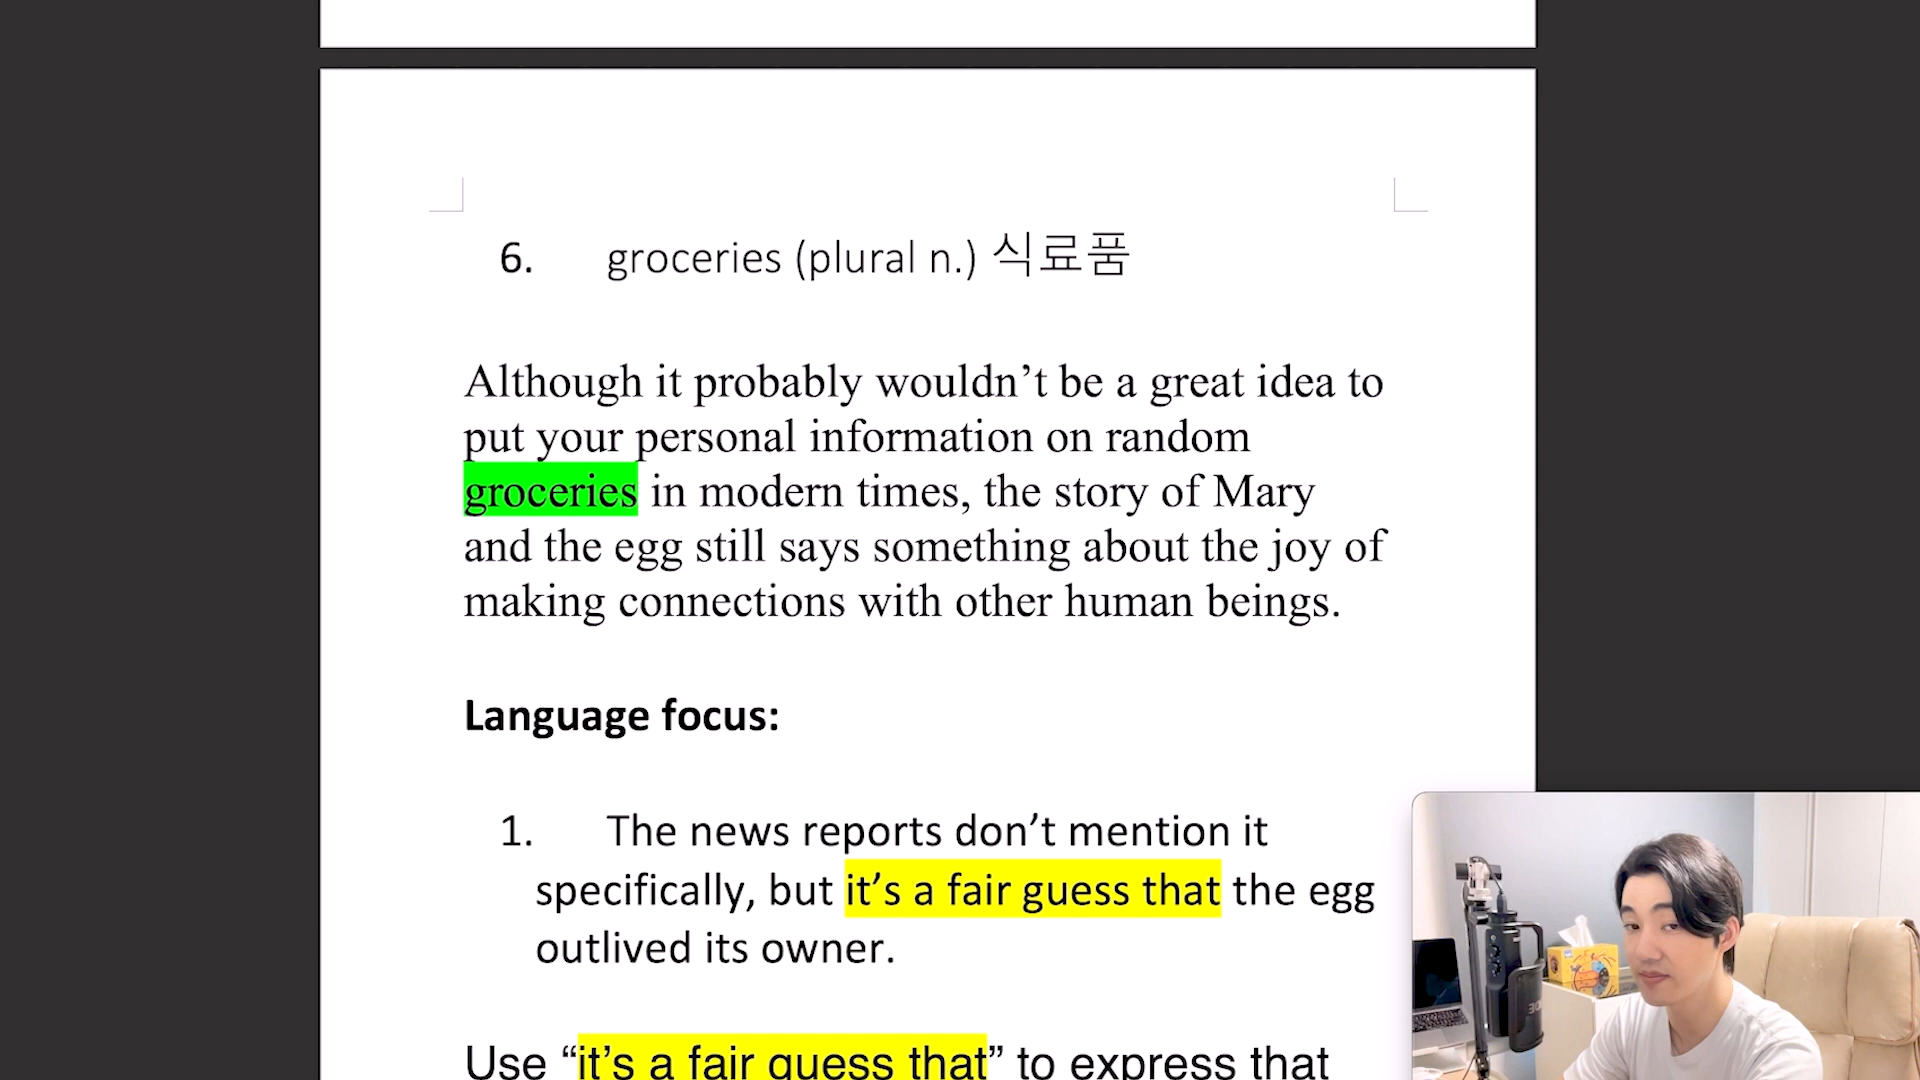 6. groceries (plural n.) 식료품
Although it probably wouldn’t be a great idea to
put your personal information on random
groceries in modern times, the story of Mary
and the egg still says something about the joy of
making connections with other human beings.
Language focus:
1. The news reports don’t mention it
specifically, but it’s a fair guess that the egg
outlived its owner.
Use “it’s a fair guess that” to express that